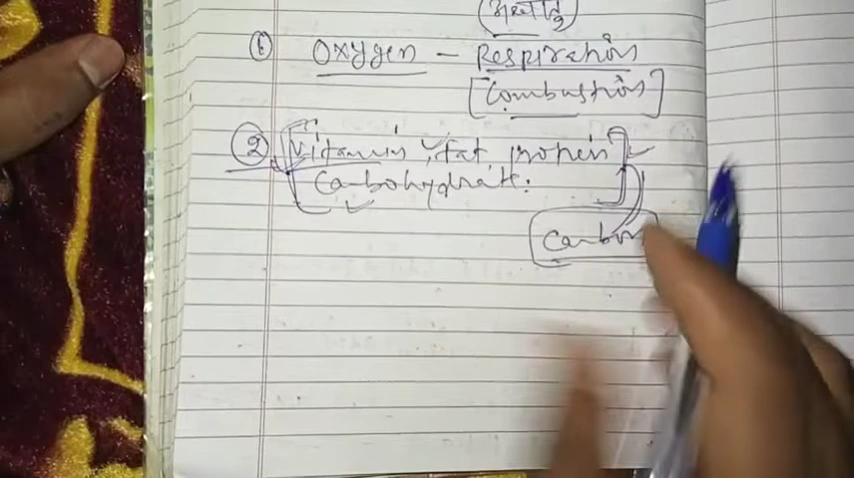 ① Oxygen - Respiration
[Combustion]
② [Vitamin, fat, protein]
Carbohydrate.
Carbon